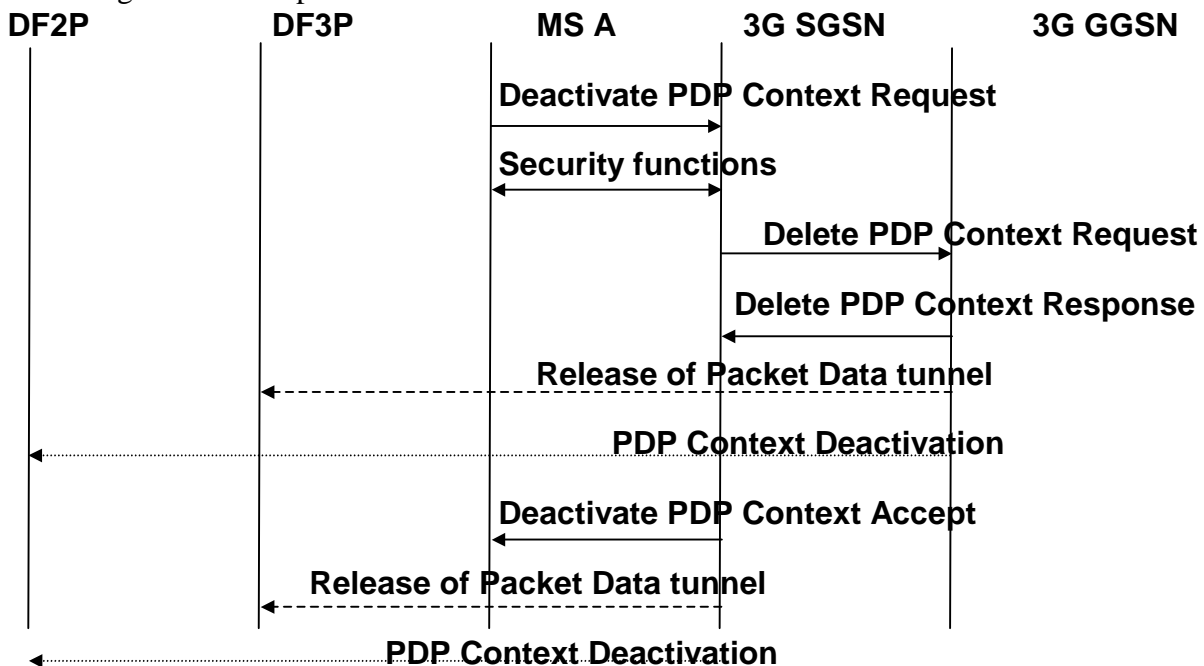 DF2P DF3P MS A 3G SGSN 3G GGSN
Deactivate PDP Context Request
Security functions
Delete PDP Context Request
Delete PDP Context Response
Release of Packet Data tunnel
PDP Context Deactivation
Deactivate PDP Context Accept
Release of Packet Data tunnel
PDP Context Deactivation